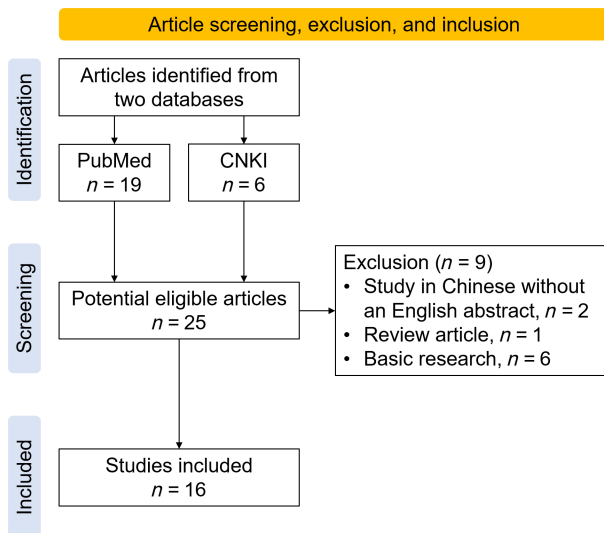 Article screening, exclusion, and inclusion
Identification
Articles identified from
two databases
PubMed
n = 19
CNKI
n = 6
Screening
Potential eligible articles
n = 25
Exclusion (n = 9)
• Study in Chinese without
an English abstract, n = 2
• Review article, n = 1
• Basic research, n = 6
Included
Studies included
n = 16